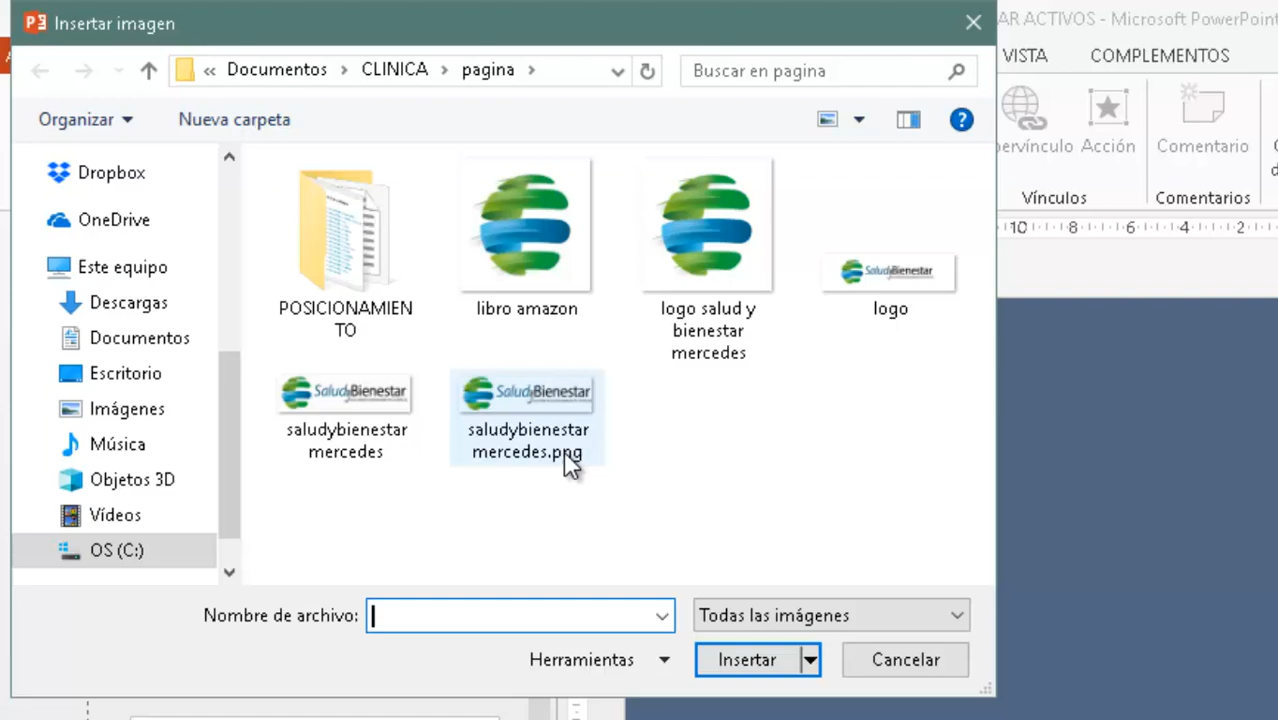 Insertar imagen
AR ACTIVOS - Microsoft PowerPoint
VISTA COMPLEMENTOS
« Documentos › CLINICA › pagina ›
Buscar en pagina
Organizar
Nueva carpeta
ervínculo Acción Comentario
Vínculos Comentarios
10 8 6 4 2
Dropbox
OneDrive
Este equipo
Descargas
Documentos
Escritorio
Imágenes
Música
Objetos 3D
Vídeos
OS (C:)
POSICIONAMIEN
TO
libro amazon
logo salud y
bienestar
mercedes
SaludyBienestar
logo
SaludyBienestar
saludybienestar
mercedes
SaludyBienestar
saludybienestar
mercedes.png
Nombre de archivo:
Todas las imágenes
Herramientas
Insertar
Cancelar